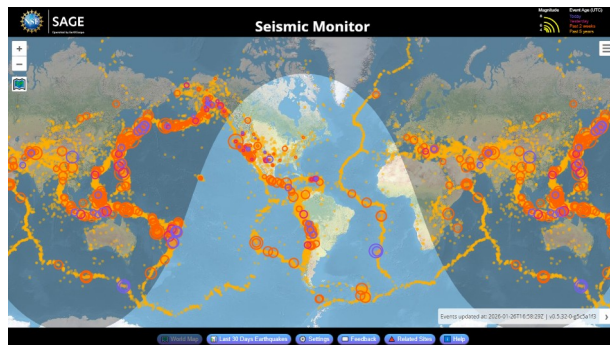 NSF
SAGE
Operated by EarthScope
Seismic Monitor
Magnitude
Event Age (UTC)
Today
Yesterday
Past 2 weeks
Past 5 years
+
−
Events updated at: 2026-01-26T16:58:29Z | v0.5.32-0-g5c5a1f3
World Map
Last 30 Days Earthquakes
Settings
Feedback
Related Sites
Help